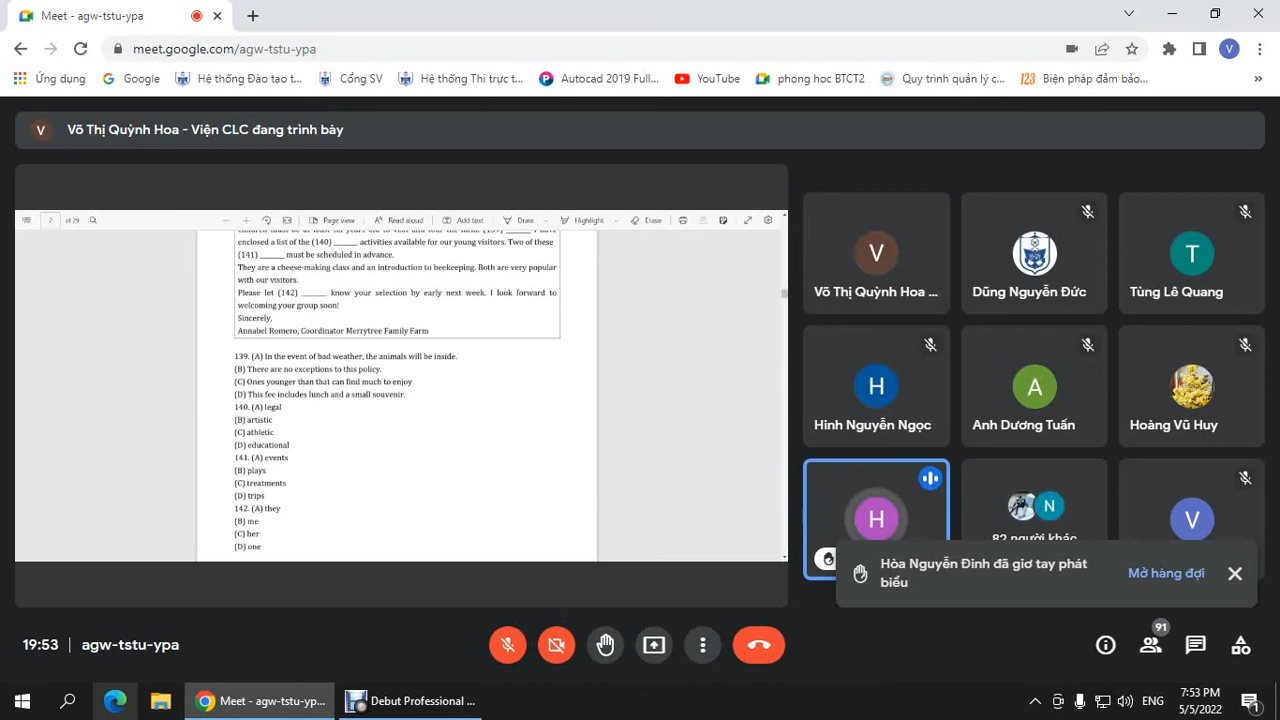 Meet - agw-tstu-ypa
meet.google.com/agw-tstu-ypa
V
Ứng dụng
Google
Hệ thống Đào tạo t...
Cổng SV
Hệ thống Thi trực t...
Autocad 2019 Full...
YouTube
phong hoc BTCT2
Quy trình quản lý c...
123 Biện pháp đảm bảo...
V Võ Thị Quỳnh Hoa - Viện CLC đang trình bày
7 of 29
Page view
Read aloud
Add text
Draw
Highlight
Erase
enclosed a list of the (140) ______ activities available for our young visitors. Two of these
(141) ______ must be scheduled in advance.
They are a cheese-making class and an introduction to beekeeping. Both are very popular
with our visitors.
Please let (142) ______ know your selection by early next week. I look forward to
welcoming your group soon!
Sincerely,
Annabel Romero, Coordinator Merrytree Family Farm
139. (A) In the event of bad weather, the animals will be inside.
(B) There are no exceptions to this policy.
(C) Ones younger than that can find much to enjoy
(D) This fee includes lunch and a small souvenir.
140. (A) legal
(B) artistic
(C) athletic
(D) educational
141. (A) events
(B) plays
(C) treatments
(D) trips
142. (A) they
(B) me
(C) her
(D) one
V
Võ Thị Quỳnh Hoa ...
Dũng Nguyễn Đức
T
Tùng Lê Quang
H
Hinh Nguyễn Ngọc
A
Anh Dương Tuấn
Hoàng Vũ Huy
H
N
82 người khác
V
Hòa Nguyễn Đình đã giơ tay phát
biểu
Mở hàng đợi
19:53 | agw-tstu-ypa
91
Meet - agw-tstu-yp...
Debut Professional ...
ENG
7:53 PM
5/5/2022
1